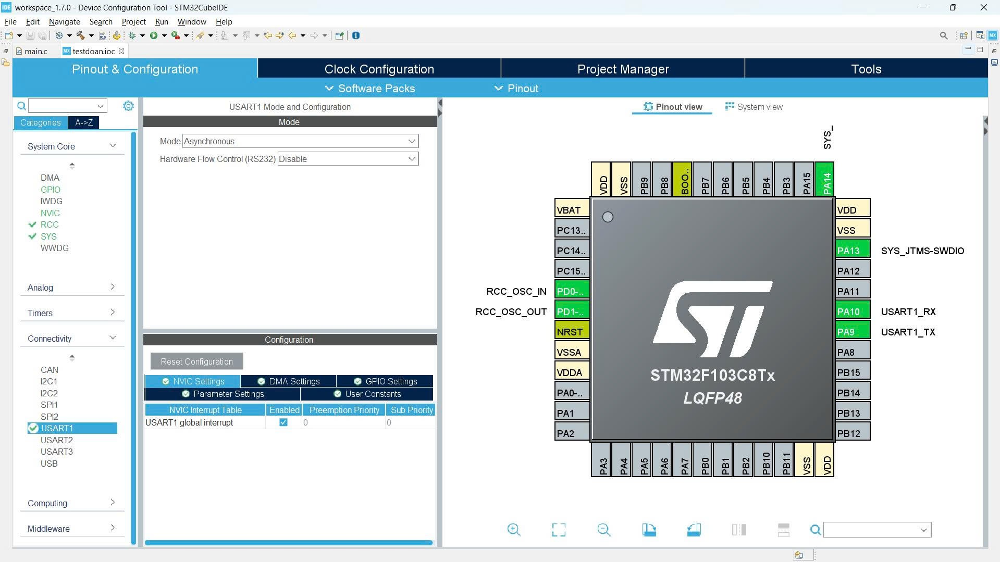 IDE workspace_1.7.0 - Device Configuration Tool - STM32CubeIDE
File Edit Navigate Search Project Run Window Help
010
MX
main.c
MX testdoan.ioc
Pinout & Configuration
Clock Configuration
Project Manager
Tools
Software Packs
Pinout
Categories
A->Z
System Core
DMA
GPIO
IWDG
NVIC
RCC
SYS
WWDG
Analog
Timers
Connectivity
CAN
I2C1
I2C2
SPI1
SPI2
USART1
USART2
USART3
USB
Computing
Middleware
USART1 Mode and Configuration
Mode
Mode Asynchronous
Hardware Flow Control (RS232) Disable
Configuration
Reset Configuration
NVIC Settings
DMA Settings
GPIO Settings
Parameter Settings
User Constants
NVIC Interrupt Table Enabled Preemption Priority Sub Priority
USART1 global interrupt 0 0
Pinout view
System view
SYS_
VDD
VSS
PB9
PB8
BOO..
PB7
PB6
PB5
PB4
PB3
PA15
PA14
VBAT
PC13..
PC14..
PC15..
RCC_OSC_IN PD0-..
RCC_OSC_OUT PD1-..
NRST
VSSA
VDDA
PA0-..
PA1
PA2
VDD
VSS
PA13 SYS_JTMS-SWDIO
PA12
PA11
PA10 USART1_RX
PA9 USART1_TX
PA8
PB15
PB14
PB13
PB12
ST
STM32F103C8Tx
LQFP48
PA3
PA4
PA5
PA6
PA7
PB0
PB1
PB2
PB10
PB11
VSS
VDD